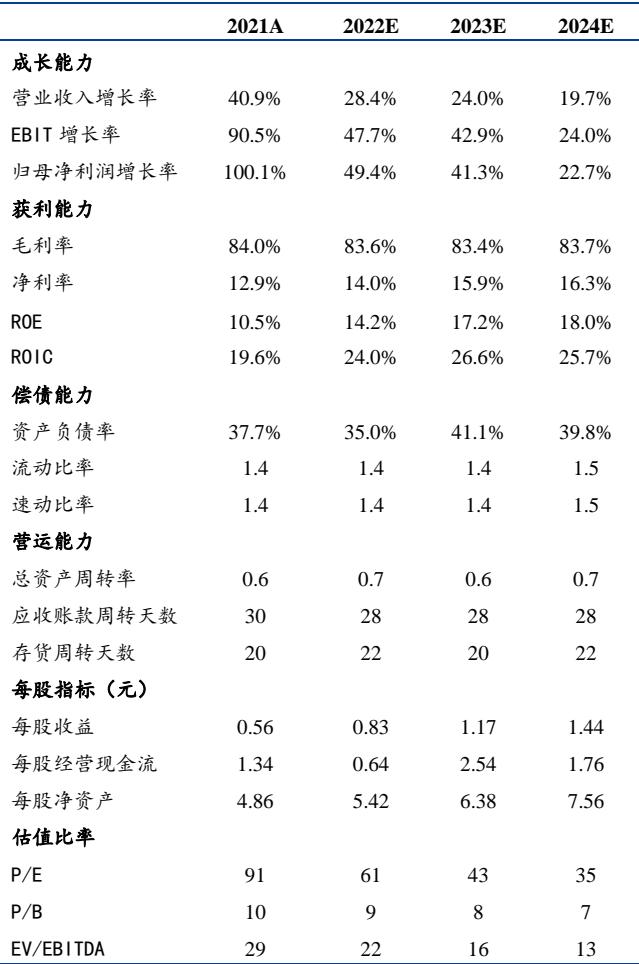 2021A 2022E 2023E 2024E
成长能力
营业收入增长率 40.9% 28.4% 24.0% 19.7%
EBIT 增长率 90.5% 47.7% 42.9% 24.0%
归母净利润增长率 100.1% 49.4% 41.3% 22.7%
获利能力
毛利率 84.0% 83.6% 83.4% 83.7%
净利率 12.9% 14.0% 15.9% 16.3%
ROE 10.5% 14.2% 17.2% 18.0%
ROIC 19.6% 24.0% 26.6% 25.7%
偿债能力
资产负债率 37.7% 35.0% 41.1% 39.8%
流动比率 1.4 1.4 1.4 1.5
速动比率 1.4 1.4 1.4 1.5
营运能力
总资产周转率 0.6 0.7 0.6 0.7
应收账款周转天数 30 28 28 28
存货周转天数 20 22 20 22
每股指标（元）
每股收益 0.56 0.83 1.17 1.44
每股经营现金流 1.34 0.64 2.54 1.76
每股净资产 4.86 5.42 6.38 7.56
估值比率
P/E 91 61 43 35
P/B 10 9 8 7
EV/EBITDA 29 22 16 13